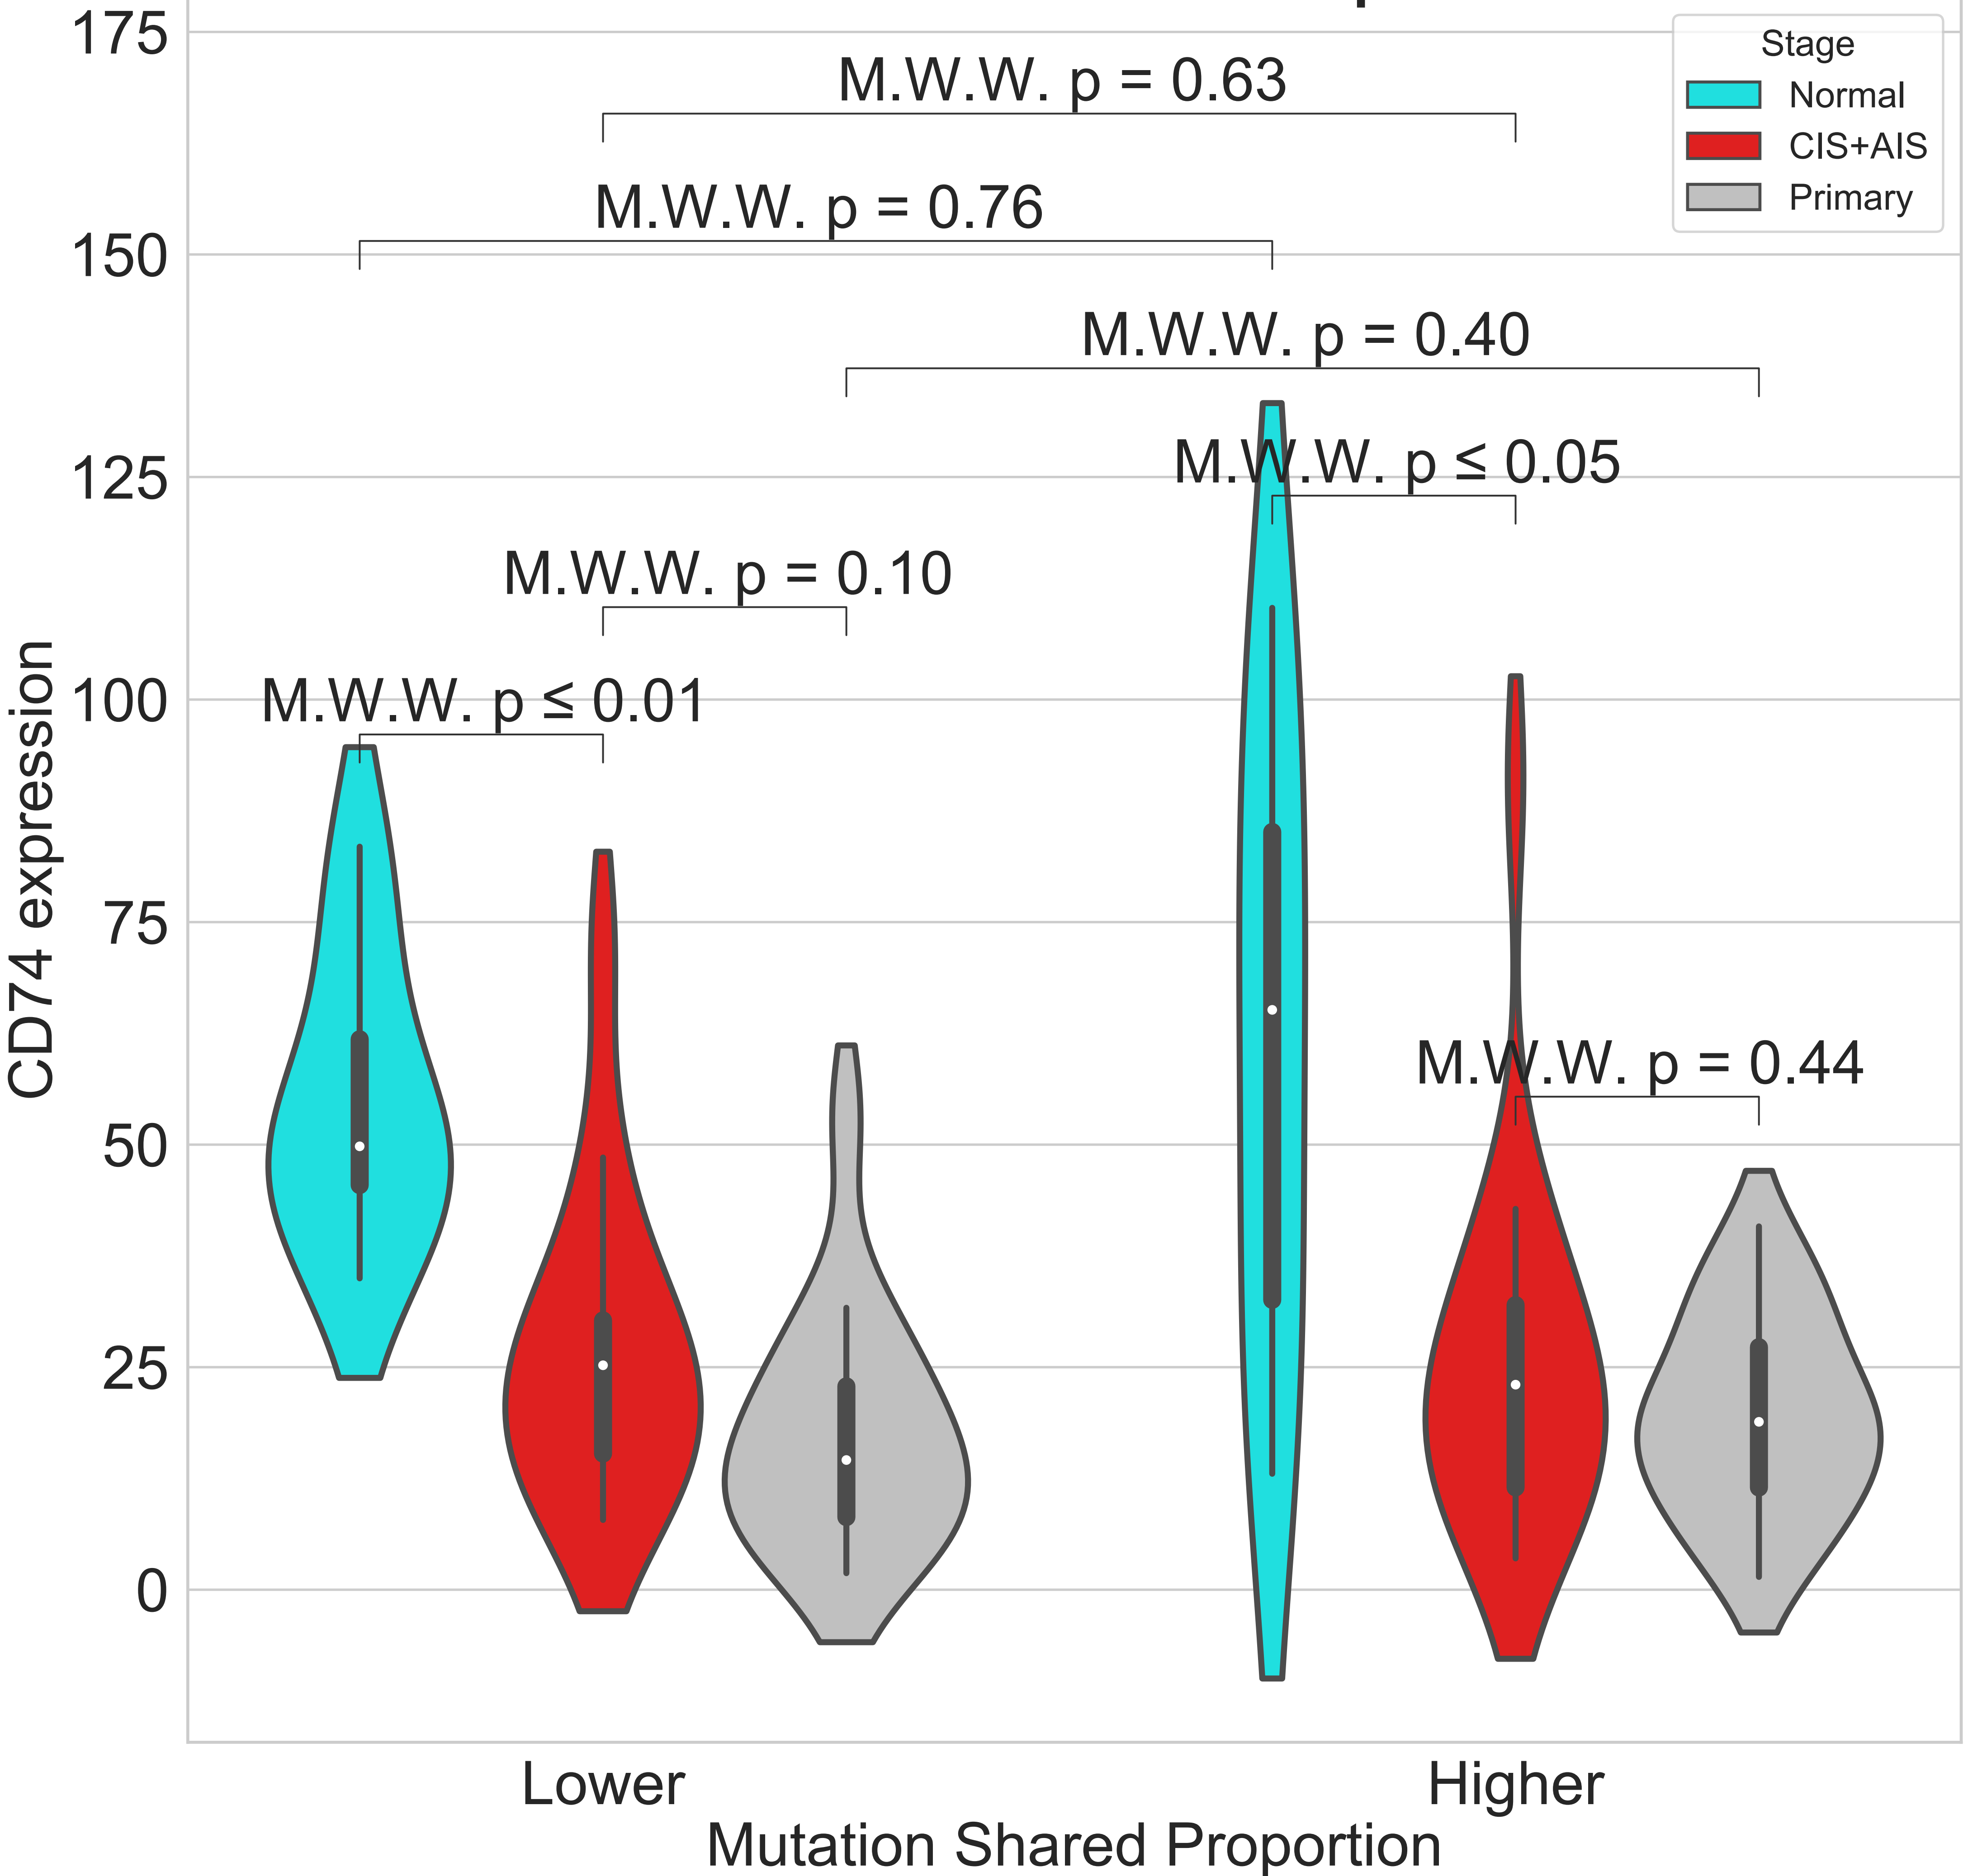 175
Stage
Normal
CIS+AIS
Primary
M.W.W. p = 0.63
M.W.W. p = 0.76
150
M.W.W. p = 0.40
125
M.W.W. p ≤ 0.05
M.W.W. p = 0.10
100
M.W.W. p ≤ 0.01
CD74 expression
75
M.W.W. p = 0.44
50
25
0
Lower
Higher
Mutation Shared Proportion